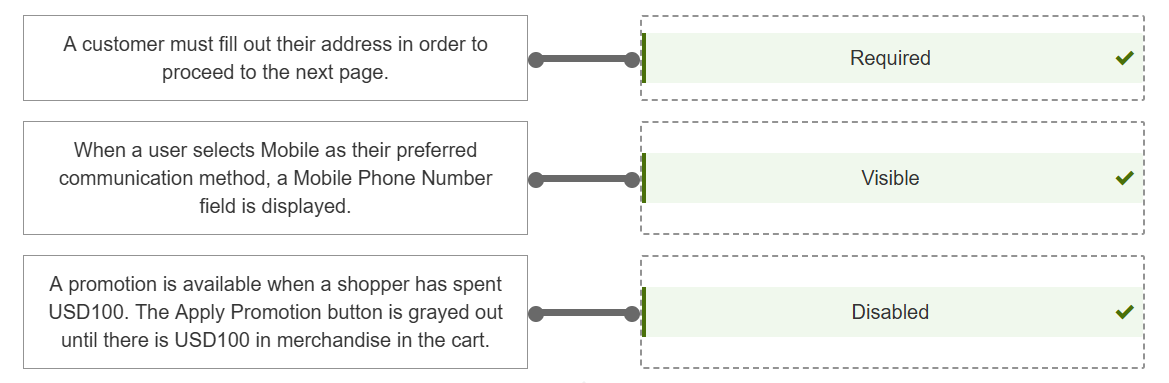 A customer must fill out their address in order to
proceed to the next page.
Required
When a user selects Mobile as their preferred
communication method, a Mobile Phone Number
field is displayed.
Visible
A promotion is available when a shopper has spent
USD100. The Apply Promotion button is grayed out
until there is USD100 in merchandise in the cart.
Disabled